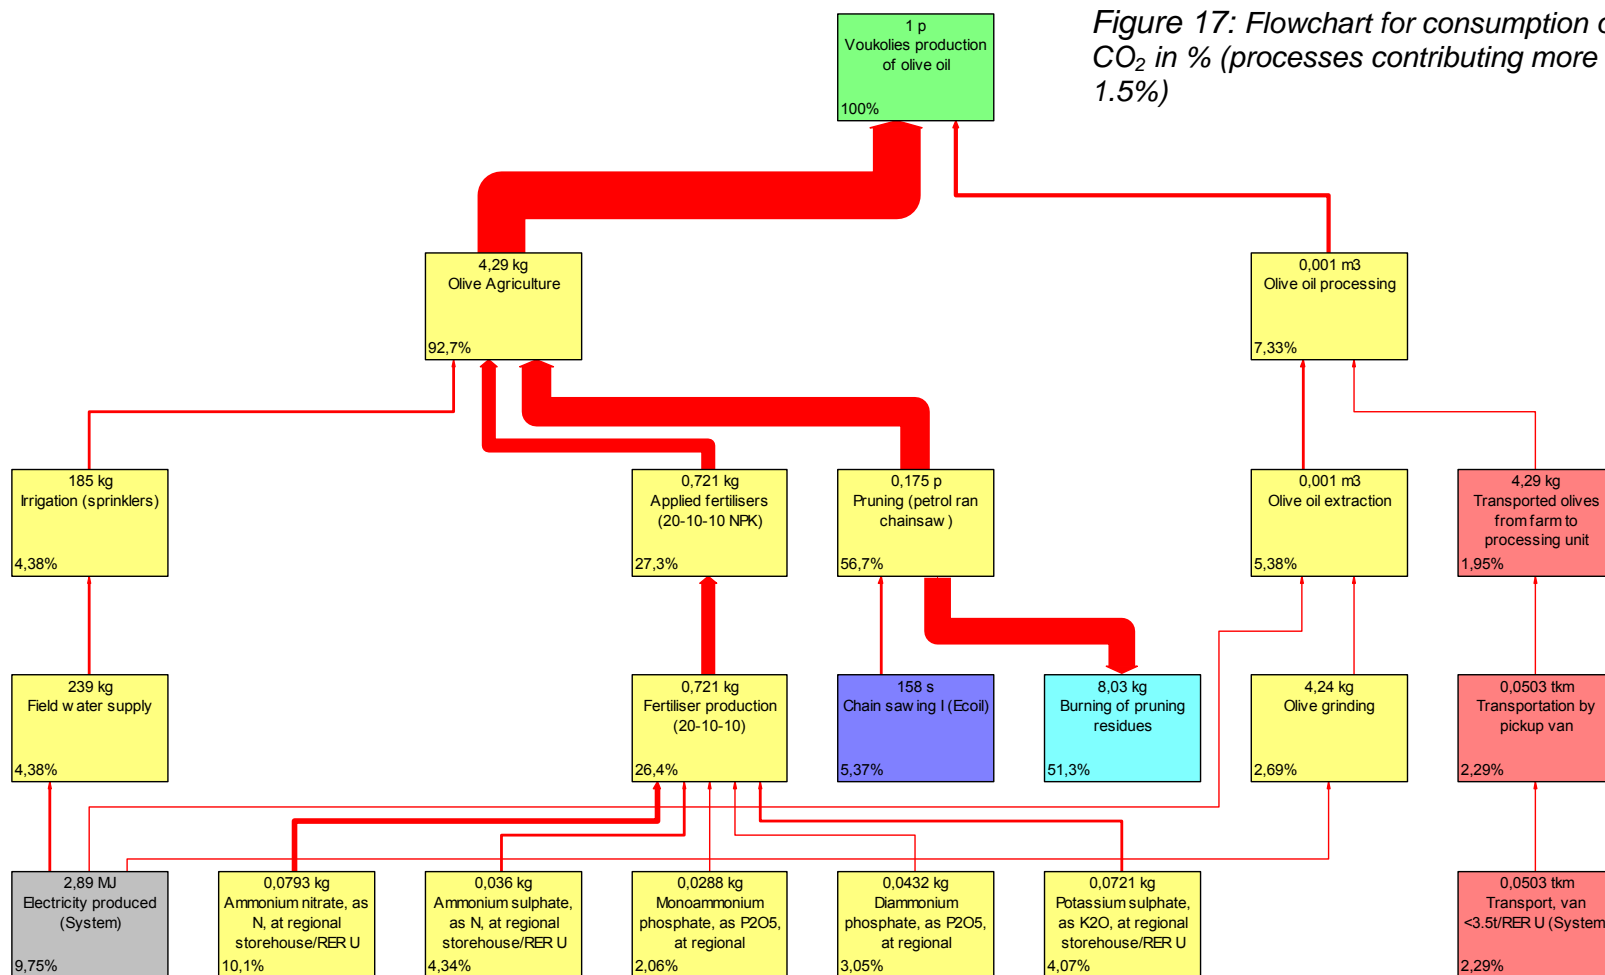 Figure 17: Flowchart for consumption
CO2 in % (processes contributing more
1.5%)
1 p
Voukolies production
of olive oil
100%
4,29 kg
Olive Agriculture
92,7%
0,001 m3
Olive oil processing
7,33%
185 kg
Irrigation (sprinklers)
4,38%
0,721 kg
Applied fertilisers
(20-10-10 NPK)
27,3%
0,175 p
Pruning (petrol ran
chainsaw)
56,7%
0,001 m3
Olive oil extraction
5,38%
4,29 kg
Transported olives
from farm to
processing unit
1,95%
239 kg
Field water supply
4,38%
0,721 kg
Fertiliser production
(20-10-10)
26,4%
158 s
Chain sawing I (Ecoil)
5,37%
8,03 kg
Burning of pruning
residues
51,3%
4,24 kg
Olive grinding
2,69%
0,0503 tkm
Transportation by
pickup van
2,29%
2,89 MJ
Electricity produced
(System)
9,75%
0,0793 kg
Ammonium nitrate, as
N, at regional
storehouse/RER U
10,1%
0,036 kg
Ammonium sulphate,
as N, at regional
storehouse/RER U
4,34%
0,0288 kg
Monoammonium
phosphate, as P2O5,
at regional
2,06%
0,0432 kg
Diammonium
phosphate, as P2O5,
at regional
3,05%
0,0721 kg
Potassium sulphate,
as K2O, at regional
storehouse/RER U
4,07%
0,0503 tkm
Transport, van
<3.5t/RER U (System
2,29%